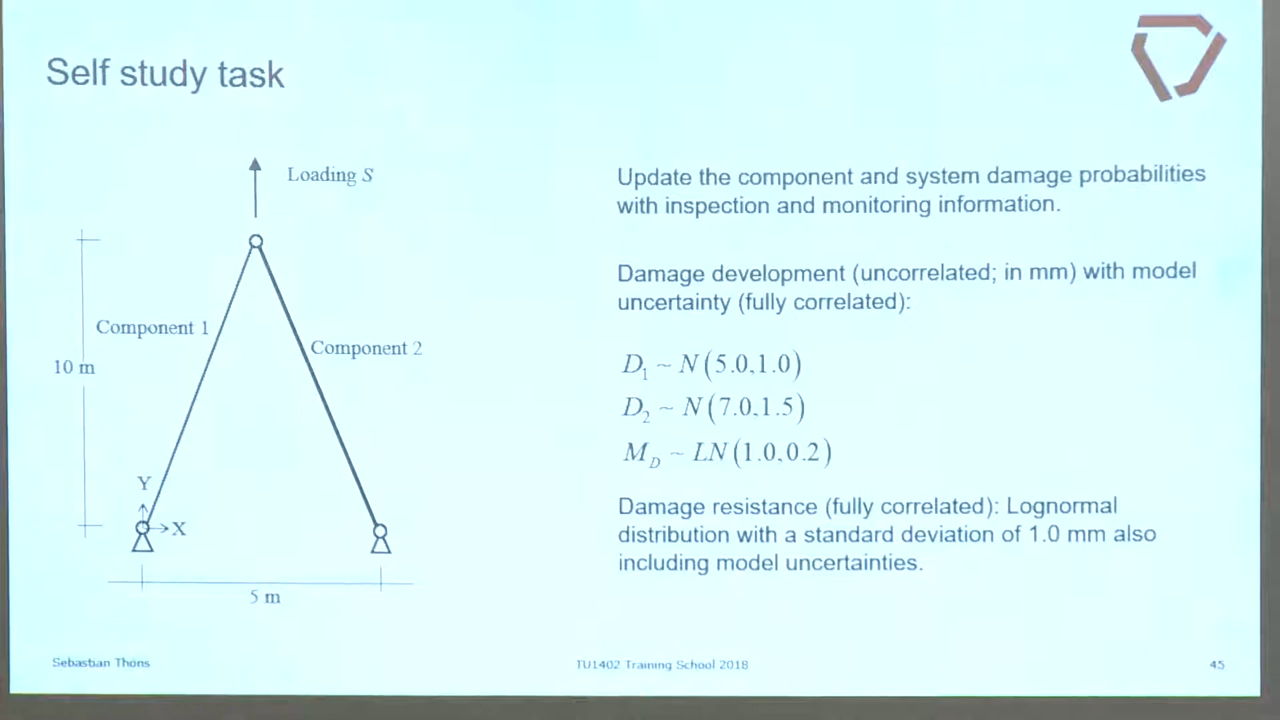 Self study task
Loading S
Component 1
Component 2
10 m
Y
X
5 m
Update the component and system damage probabilities
with inspection and monitoring information.
Damage development (uncorrelated; in mm) with model
uncertainty (fully correlated):
D₁ ~ N(5.0,1.0)
D₂ ~ N(7.0,1.5)
M_D ~ LN(1.0,0.2)
Damage resistance (fully correlated): Lognormal
distribution with a standard deviation of 1.0 mm also
including model uncertainties.
Sebastian Thons
TU1402 Training School 2018
45